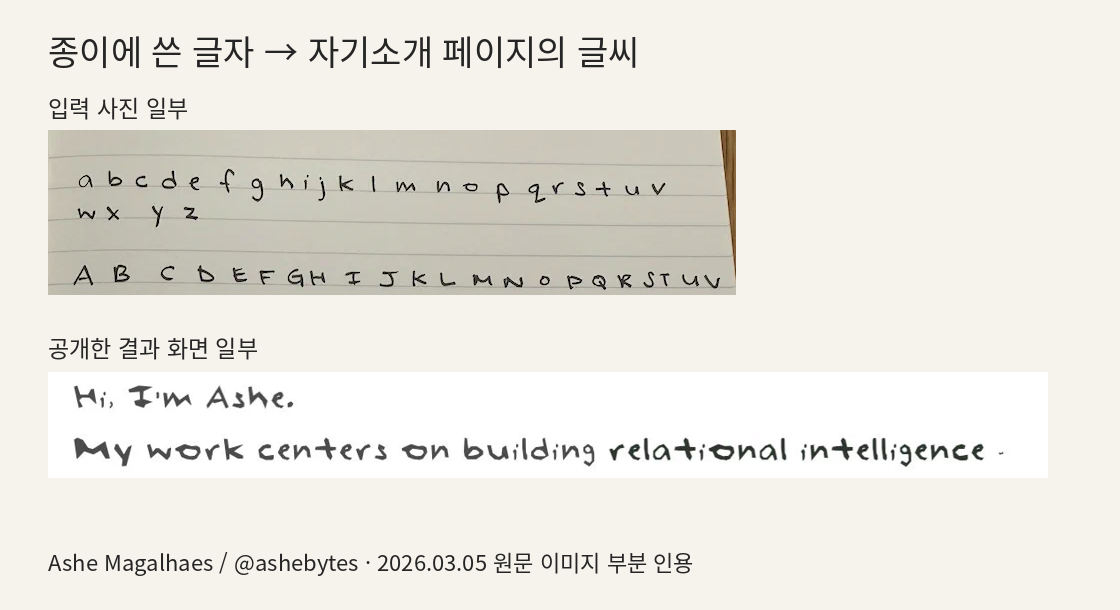 종이에 쓴 글자 → 자기소개 페이지의 글씨
입력 사진 일부
a b c d e f g h i j k l m n o p q r s t u v
w x y z
A B C D E F G H I J K L M N O P Q R S T U V
공개한 결과 화면 일부
Hi, I'm Ashe.
My work centers on building relational intelligence -
Ashe Magalhaes / @ashebytes · 2026.03.05 원문 이미지 부분 인용